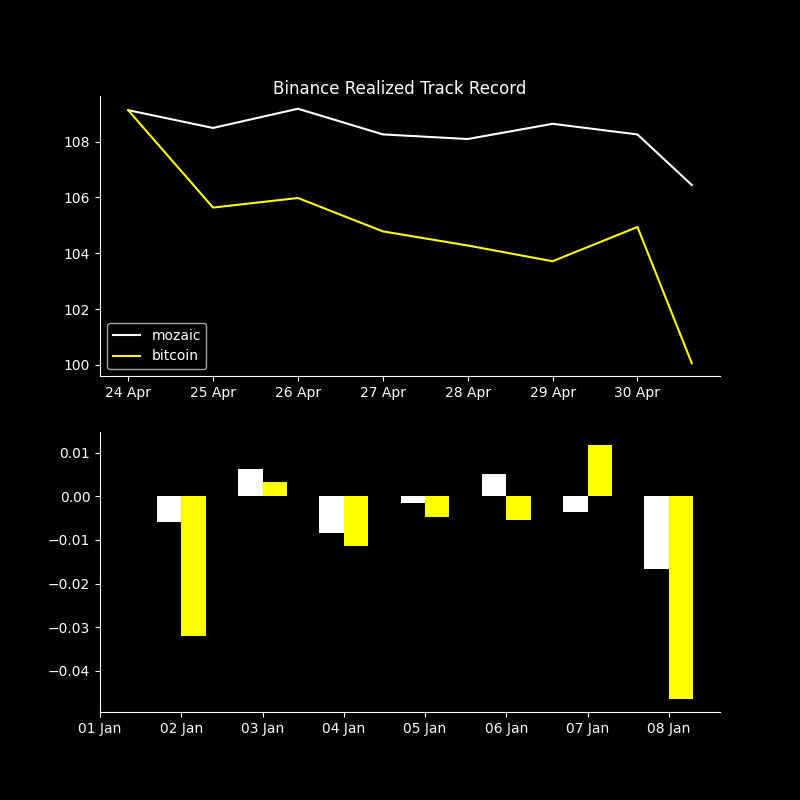 Binance Realized Track Record
108
106
104
102
100
mozaic
bitcoin
24 Apr 25 Apr 26 Apr 27 Apr 28 Apr 29 Apr 30 Apr
0.01
0.00
−0.01
−0.02
−0.03
−0.04
01 Jan 02 Jan 03 Jan 04 Jan 05 Jan 06 Jan 07 Jan 08 Jan